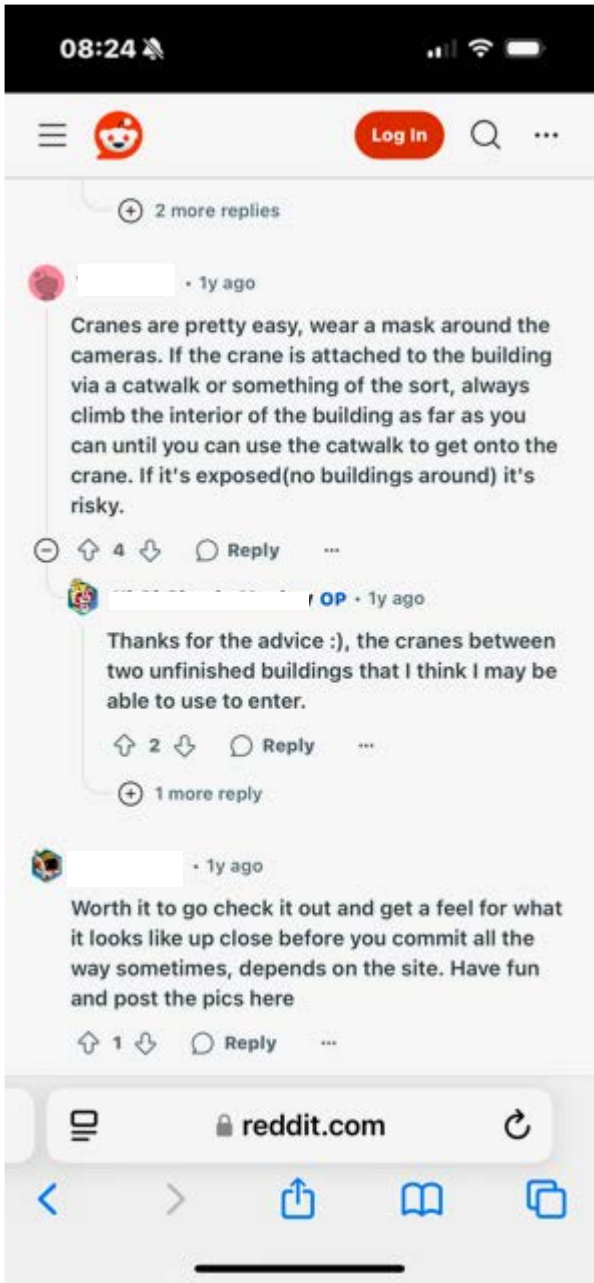 08:24
Log In
2 more replies
• 1y ago
Cranes are pretty easy, wear a mask around the
cameras. If the crane is attached to the building
via a catwalk or something of the sort, always
climb the interior of the building as far as you
can until you can use the catwalk to get onto the
crane. If it's exposed(no buildings around) it's
risky.
4 Reply ...
OP • 1y ago
Thanks for the advice :), the cranes between
two unfinished buildings that I think I may be
able to use to enter.
2 Reply ...
1 more reply
• 1y ago
Worth it to go check it out and get a feel for what
it looks like up close before you commit all the
way sometimes, depends on the site. Have fun
and post the pics here
1 Reply ...
reddit.com